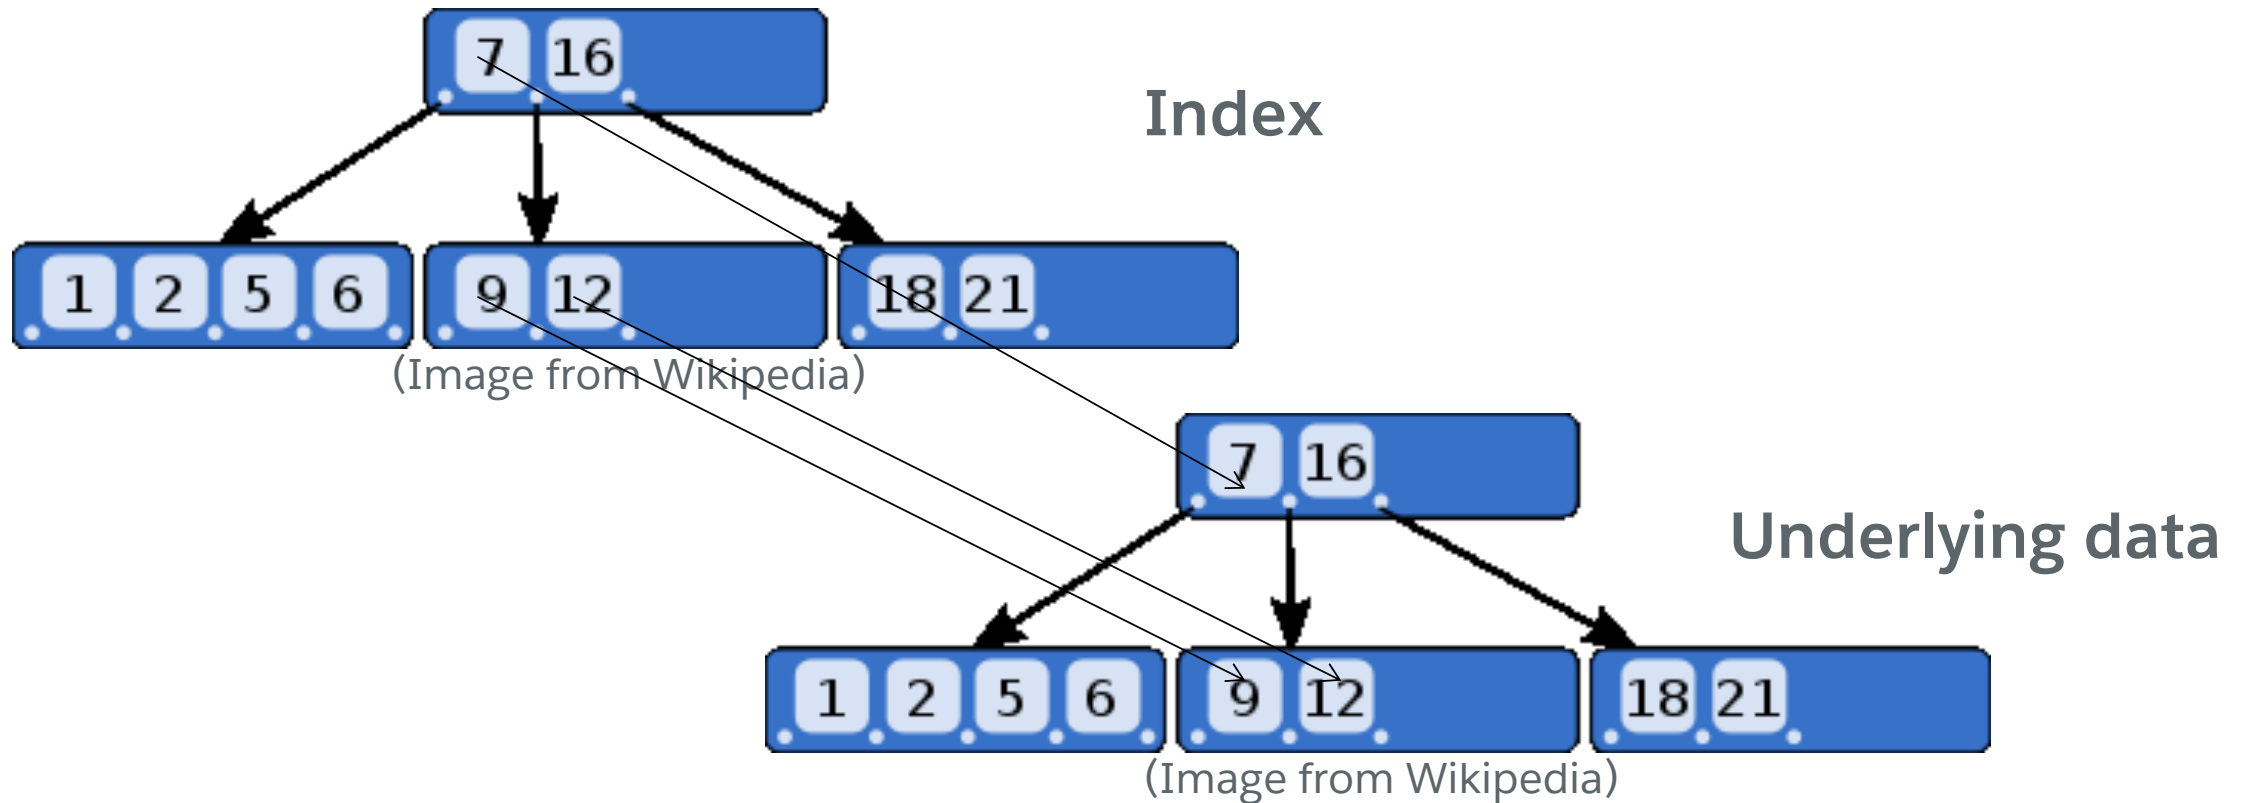 7 16
Index
1 2 5 6 9 12 18 21
(Image from Wikipedia)
7 16
Underlying data
1 2 5 6 9 12 18 21
(Image from Wikipedia)